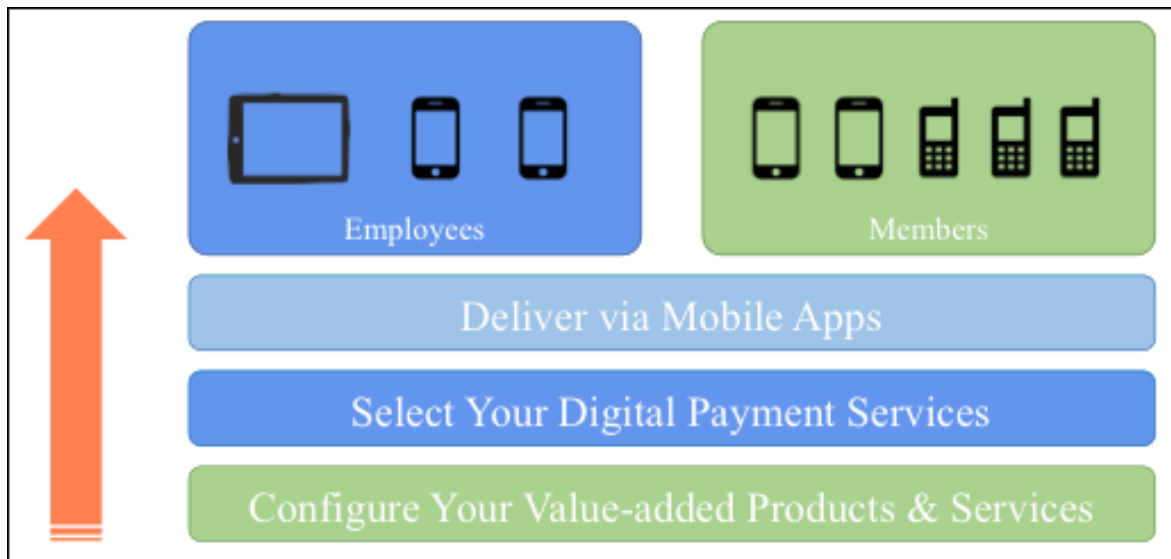 Employees
Members
Deliver via Mobile Apps
Select Your Digital Payment Services
Configure Your Value-added Products & Services